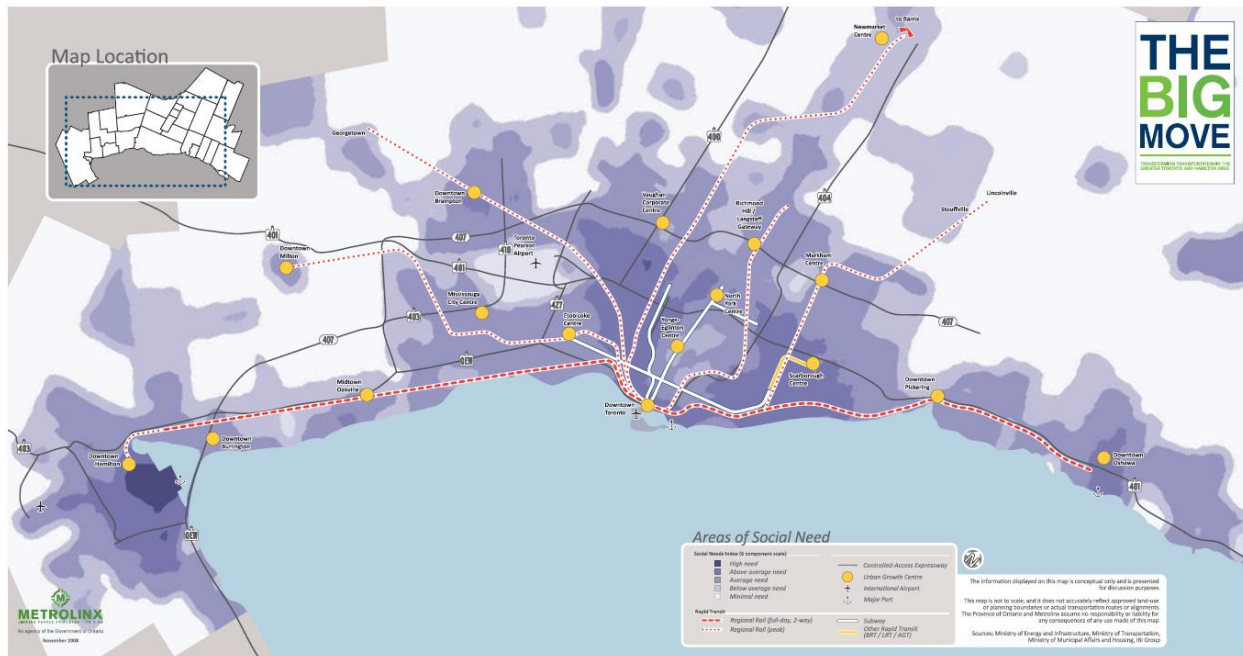 Map Location
THE
BIG
MOVE
TRANSFORMING TRANSPORTATION IN THE
GREATER TORONTO AND HAMILTON AREA
Newmarket
Centre
to Barrie
Georgetown
400
404
Lincolnville
Stouffville
Downtown
Brampton
Vaughan
Corporate
Centre
Richmond
Hill /
Langstaff
Gateway
401
407
410
Toronto
Pearson
Airport
Downtown
Milton
401
Markham
Centre
Mississauga
City Centre
403
427
Etobicoke
Centre
North
York
Centre
Yonge-
Eglinton
Centre
407
407
QEW
Scarborough
Centre
Midtown
Oakville
Downtown
Pickering
Downtown
Toronto
Downtown
Burlington
403
Downtown
Hamilton
Downtown
Oshawa
401
QEW
Areas of Social Need
Social Needs Index (6 component scale)
High need
Above average need
Average need
Below average need
Minimal need
Controlled-Access Expressway
Urban Growth Centre
International Airport
Major Port
Rapid Transit
Regional Rail (full-day, 2-way)
Regional Rail (peak)
Subway
Other Rapid Transit
(BRT / LRT / AGT)
The information displayed on this map is conceptual only and is presented
for discussion purposes.
This map is not to scale, and it does not accurately reflect approved land-use
or planning boundaries or actual transportation routes or alignments
The Province of Ontario and Metrolinx assume no responsibility or liability for
any consequences of any use made of this map.
Sources: Ministry of Energy and Infrastructure, Ministry of Transportation,
Ministry of Municipal Affairs and Housing, IBI Group
METROLINX
An agency of the Government of Ontario
November 2008